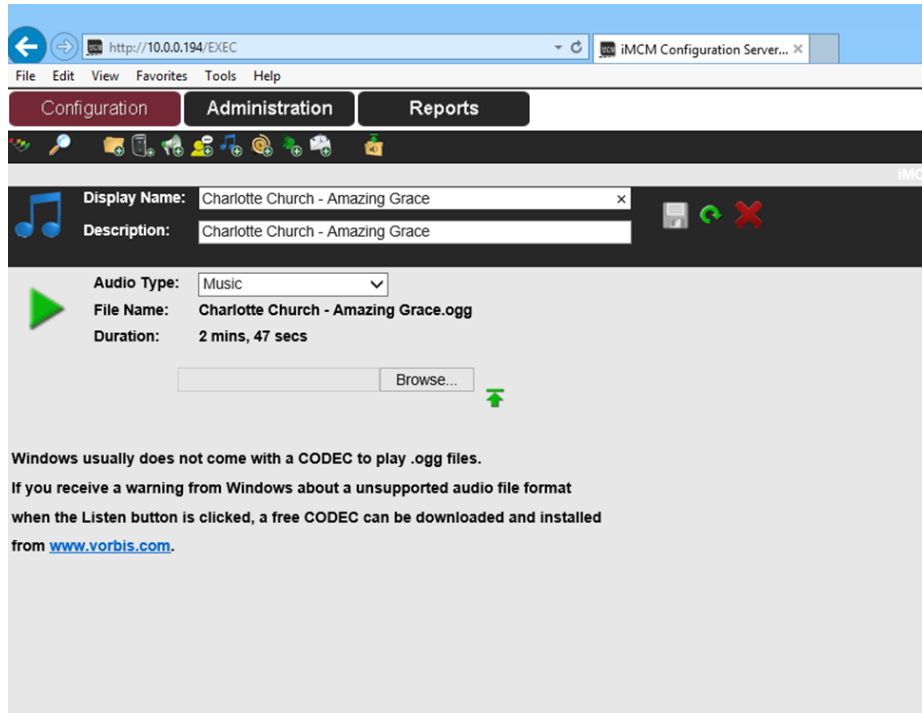 http://10.0.0.194/EXEC
iMCM Configuration Server...
File Edit View Favorites Tools Help
Configuration Administration Reports
iMC
Display Name: Charlotte Church - Amazing Grace
Description: Charlotte Church - Amazing Grace
Audio Type: Music
File Name: Charlotte Church - Amazing Grace.ogg
Duration: 2 mins, 47 secs
Browse...
Windows usually does not come with a CODEC to play .ogg files.
If you receive a warning from Windows about a unsupported audio file format
when the Listen button is clicked, a free CODEC can be downloaded and installed
from www.vorbis.com.